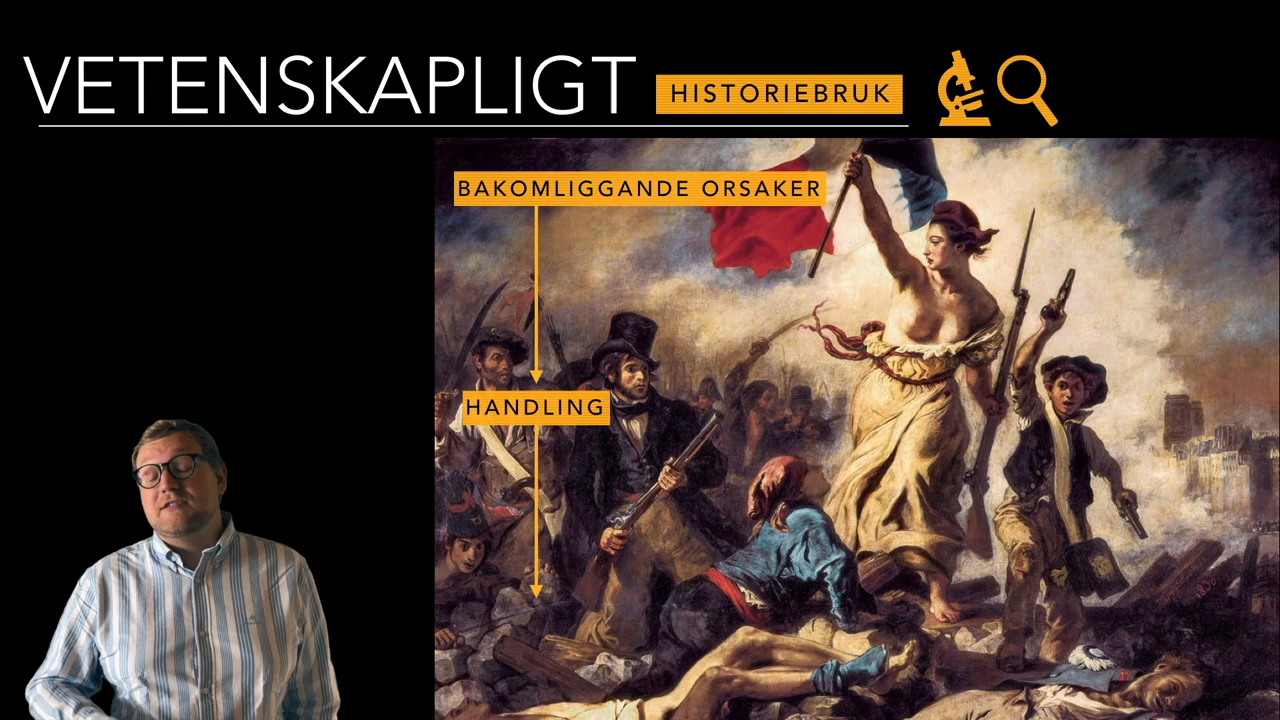 VETENSKAPLIGT
HISTORIEBRUK
BAKOMLIGGANDE ORSAKER
HANDLING